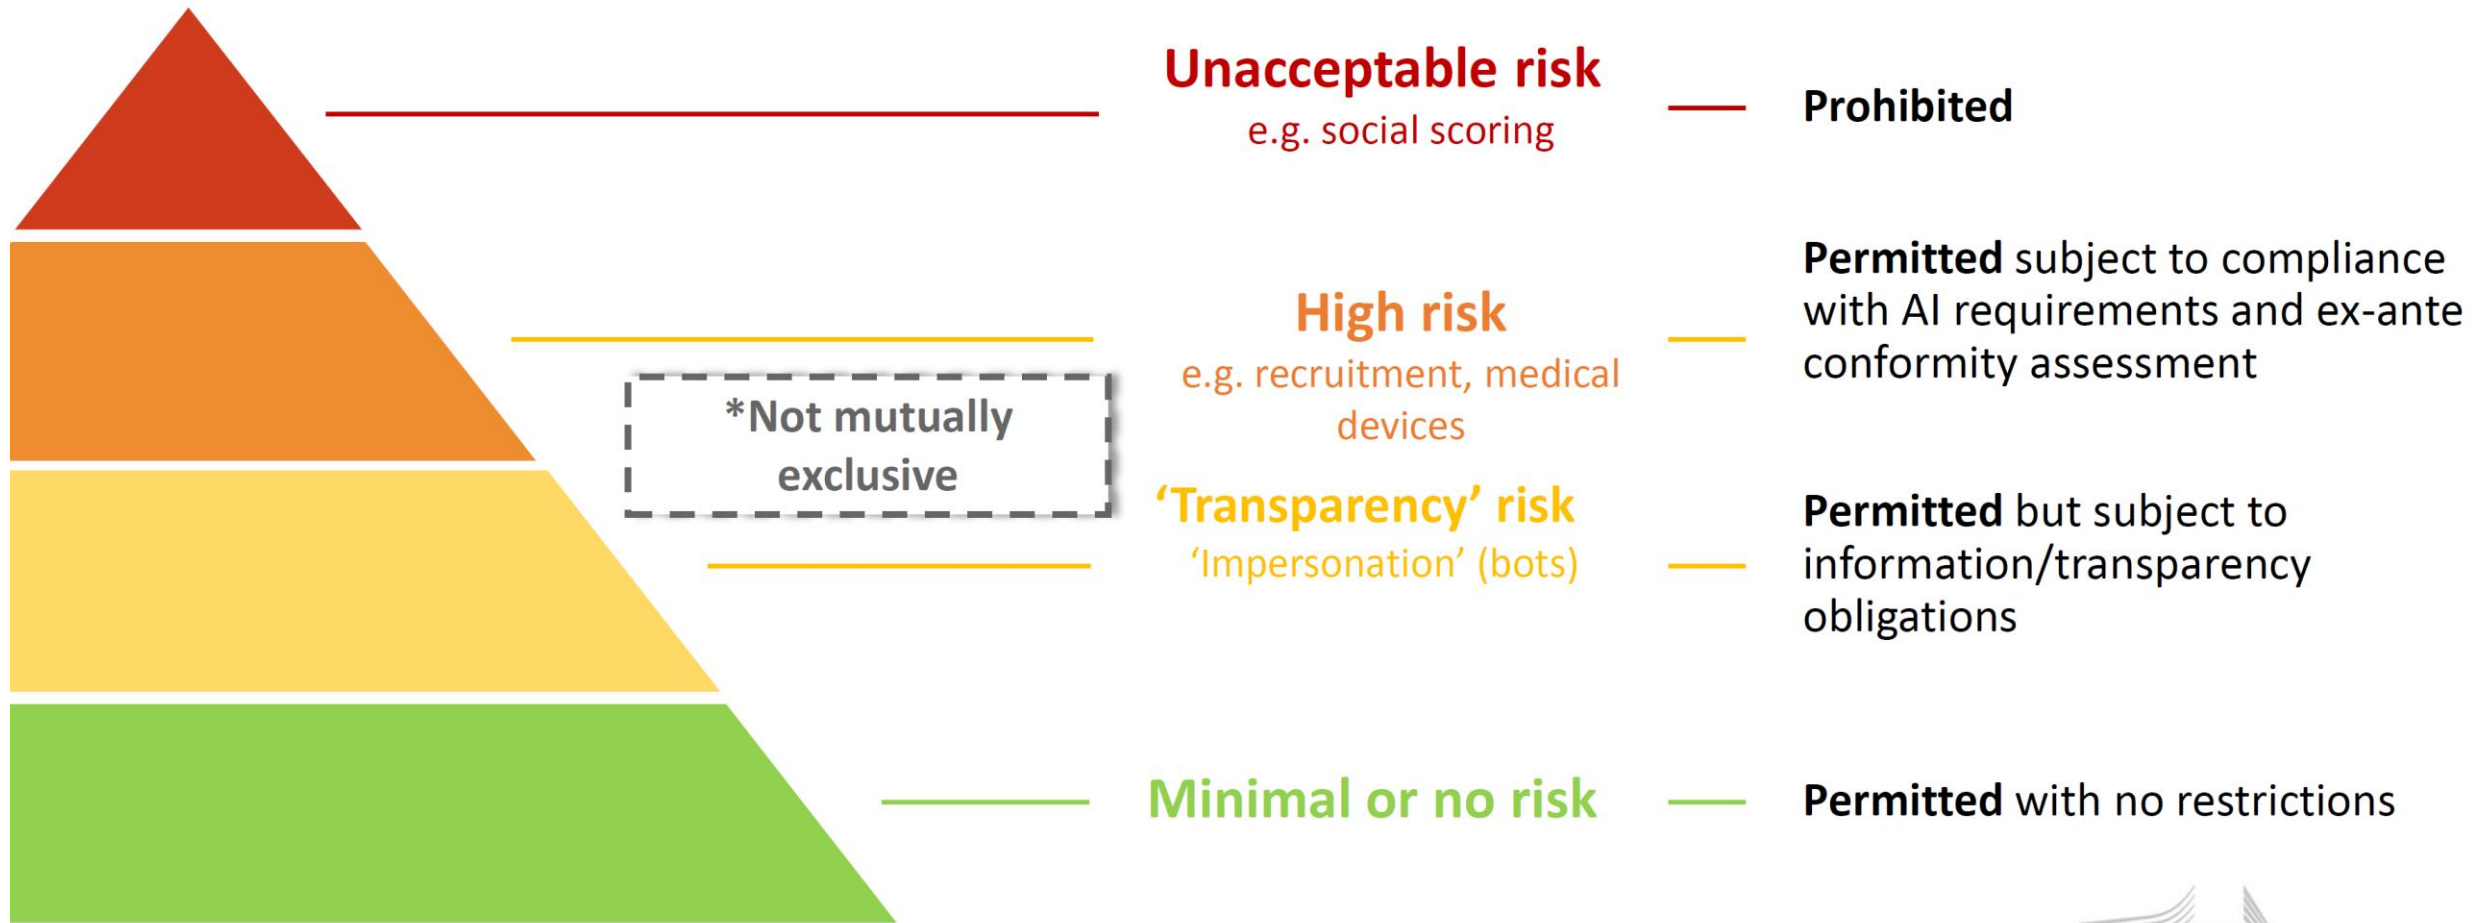 Unacceptable risk
e.g. social scoring
Prohibited
High risk
e.g. recruitment, medical
devices
Permitted subject to compliance
with AI requirements and ex-ante
conformity assessment
*Not mutually
exclusive
‘Transparency’ risk
‘Impersonation’ (bots)
Permitted but subject to
information/transparency
obligations
Minimal or no risk
Permitted with no restrictions